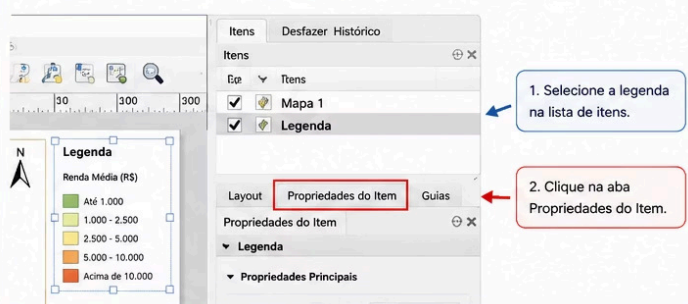 Itens Desfazer Histórico
Itens
Itens
30 300 300
Mapa 1
Legenda
1. Selecione a legenda
na lista de itens.
N
Legenda
Renda Média (R$)
Até 1.000
1.000 - 2.500
2.500 - 5.000
5.000 - 10.000
Acima de 10.000
Layout Propriedades do Item Guias
2. Clique na aba
Propriedades do Item.
Propriedades do Item
Legenda
Propriedades Principais